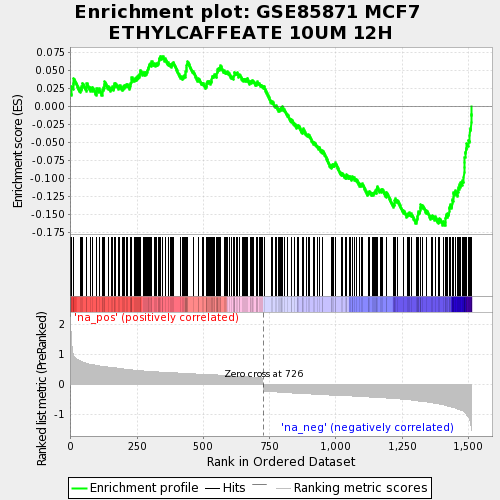 Enrichment plot: GSE85871 MCF7
ETHYLCAFFEATE 10UM 12H
Enrichment score (ES)
0.075
0.050
0.025
0.000
-0.025
-0.050
-0.075
-0.100
-0.125
-0.150
-0.175
'na_pos' (positively correlated)
Ranked list metric (PreRanked)
2
1
0
-1
Zero cross at 726
'na_neg' (negatively correlated)
0
250
500
750
1,000
1,250
1,500
Rank in Ordered Dataset
Enrichment profile
Hits
Ranking metric scores